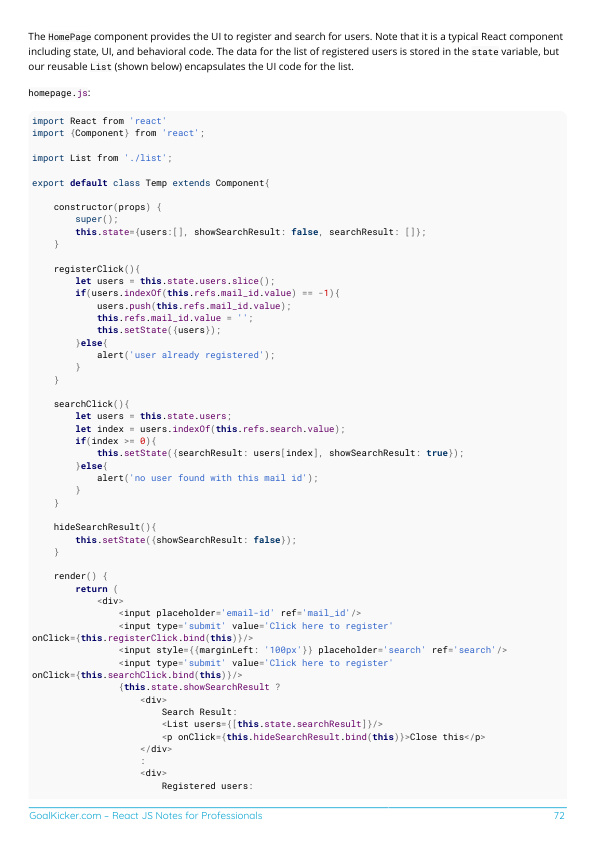 The HomePage component provides the UI to register and search for users. Note that it is a typical React component
including state, UI, and behavioral code. The data for the list of registered users is stored in the state variable, but
our reusable List (shown below) encapsulates the UI code for the list.
homepage.js:
import React from 'react'
import {Component} from 'react';
import List from './list';
export default class Temp extends Component{
    constructor(props) {
        super();
        this.state={users:[], showSearchResult: false, searchResult: []};
    }
    registerClick(){
        let users = this.state.users.slice();
        if(users.indexOf(this.refs.mail_id.value) == -1){
            users.push(this.refs.mail_id.value);
            this.refs.mail_id.value = '';
            this.setState({users});
        }else{
            alert('user already registered');
        }
    }
    searchClick(){
        let users = this.state.users;
        let index = users.indexOf(this.refs.search.value);
        if(index >= 0){
            this.setState({searchResult: users[index], showSearchResult: true});
        }else{
            alert('no user found with this mail id');
        }
    }
    hideSearchResult(){
        this.setState({showSearchResult: false});
    }
    render() {
        return (
            <div>
                <input placeholder='email-id' ref='mail_id'/>
                <input type='submit' value='Click here to register'
onClick={this.registerClick.bind(this)}/>
                <input style={{marginLeft: '100px'}} placeholder='search' ref='search'/>
                <input type='submit' value='Click here to register'
onClick={this.searchClick.bind(this)}/>
                {this.state.showSearchResult ?
                    <div>
                        Search Result:
                        <List users={[this.state.searchResult]}/>
                        <p onClick={this.hideSearchResult.bind(this)}>Close this</p>
                    </div>
                    :
                    <div>
                        Registered users:
GoalKicker.com – React JS Notes for Professionals 72